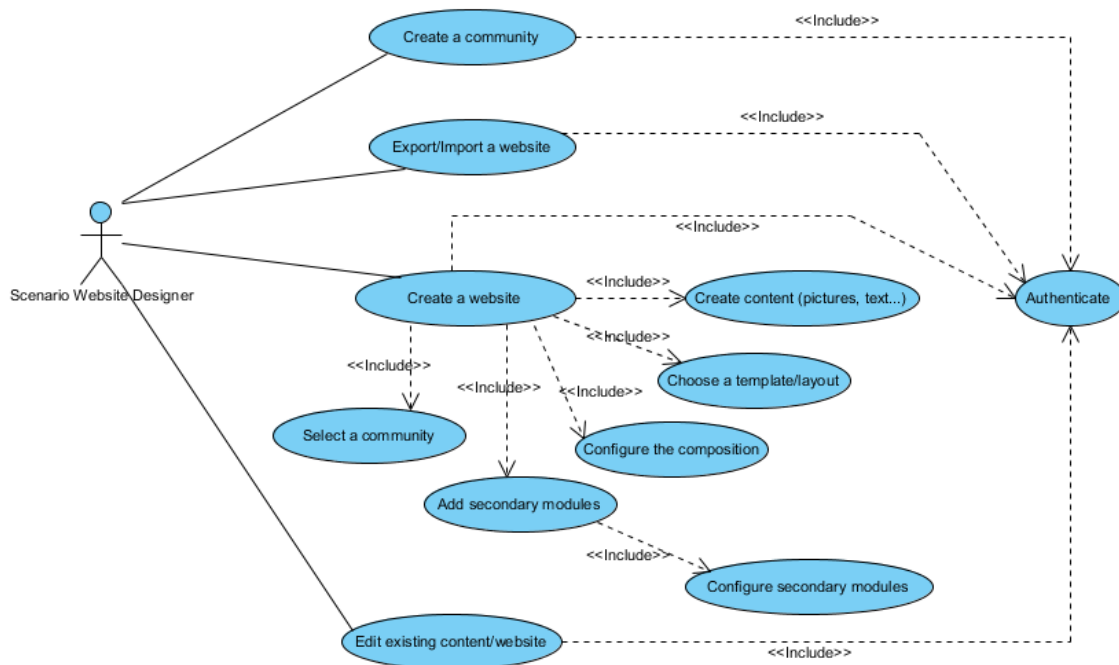 <<Include>>
Create a community
<<Include>>
Export/Import a website
<<Include>>
Scenario Website Designer
Create a website
<<Include>>
Create content (pictures, text...)
Authenticate
<<Include>>
<<Include>>
Choose a template/layout
<<Include>>
<<Include>>
Select a community
Configure the composition
Add secondary modules
<<Include>>
Configure secondary modules
Edit existing content/website
<<Include>>